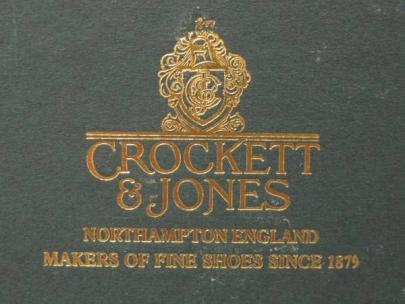 CROCKETT
& JONES
NORTHAMPTON ENGLAND
MAKERS OF FINE SHOES SINCE 1879